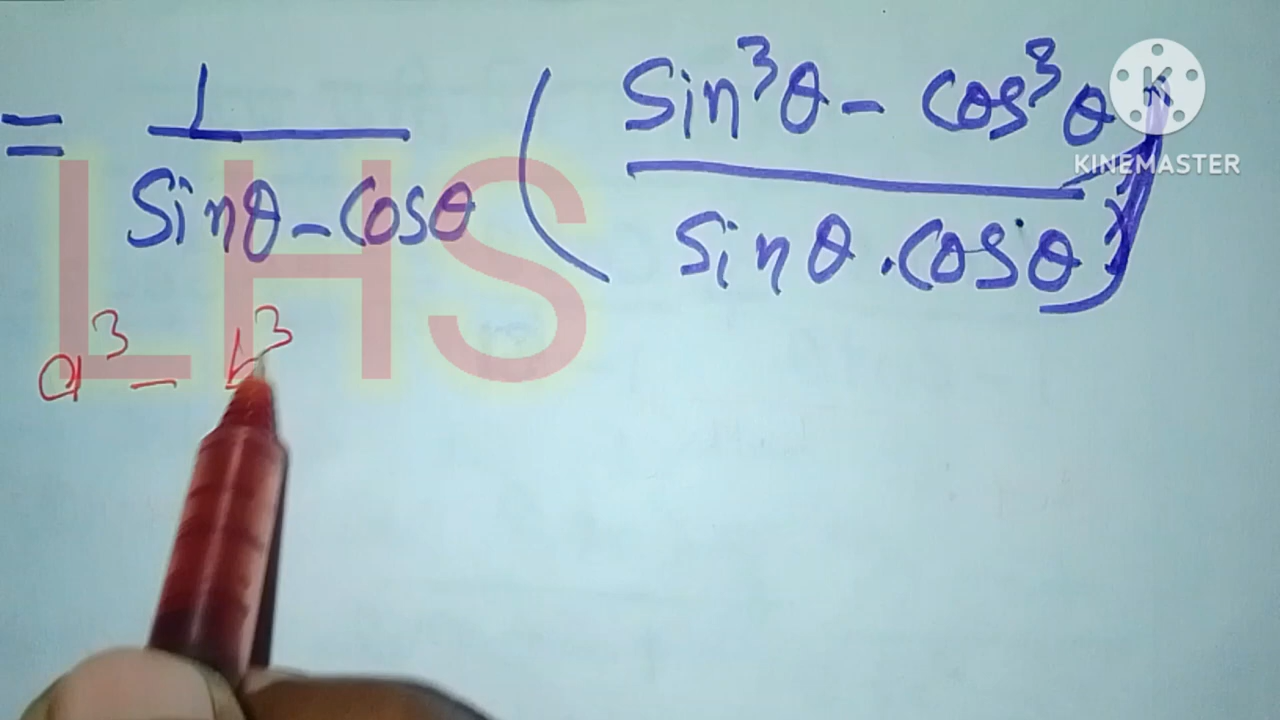 = 1/(Sinθ - Cosθ) ( (Sin³θ - Cos³θ)/(Sinθ . Cosθ) )
KINEMASTER
LHS
a³ - b³